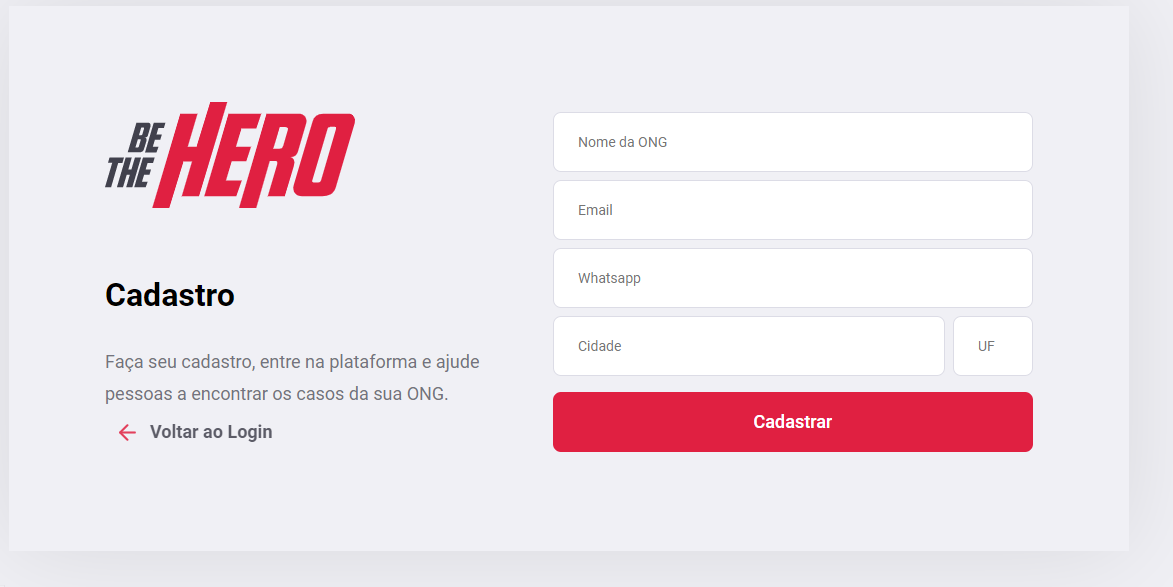 BE
THE HERO
Cadastro
Faça seu cadastro, entre na plataforma e ajude
pessoas a encontrar os casos da sua ONG.
Voltar ao Login
Nome da ONG
Email
Whatsapp
Cidade
UF
Cadastrar